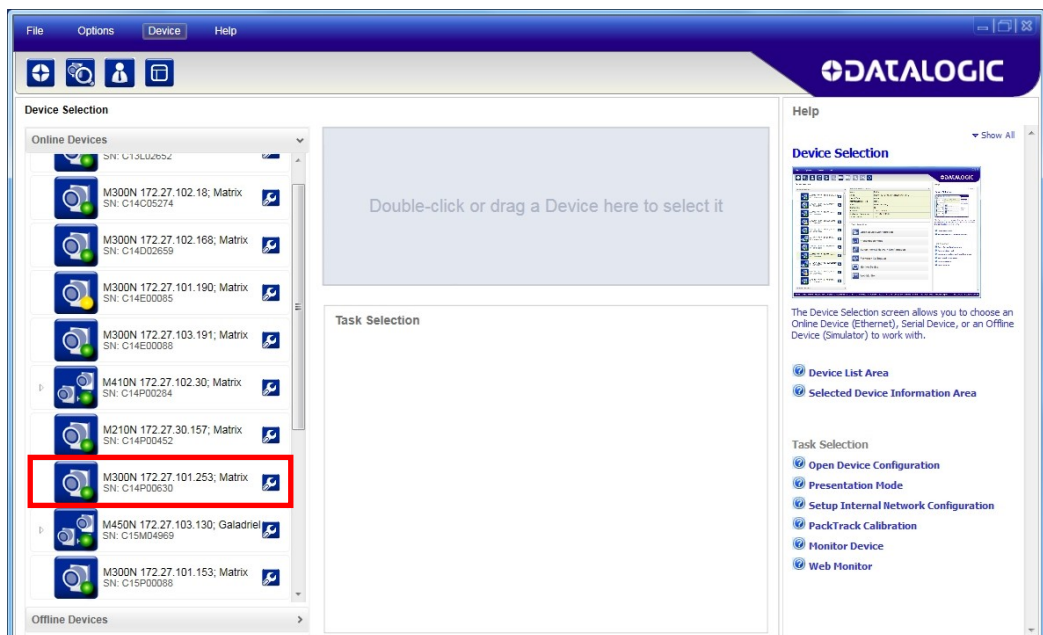 File Options Device Help
DATALOGIC
Device Selection
Online Devices
SN: C13L02652
M300N 172.27.102.18; Matrix
SN: C14C05274
M300N 172.27.102.168; Matrix
SN: C14D02659
M300N 172.27.101.190; Matrix
SN: C14E00085
M300N 172.27.103.191; Matrix
SN: C14E00088
M410N 172.27.102.30; Matrix
SN: C14P00284
M210N 172.27.30.157; Matrix
SN: C14P00452
M300N 172.27.101.253; Matrix
SN: C14P00630
M450N 172.27.103.130; Galadriel
SN: C15M04969
M300N 172.27.101.153; Matrix
SN: C15P00088
Offline Devices
Double-click or drag a Device here to select it
Task Selection
Help
Show All
Device Selection
DATALOGIC
The Device Selection screen allows you to choose an
Online Device (Ethernet), Serial Device, or an Offline
Device (Simulator) to work with.
Device List Area
Selected Device Information Area
Task Selection
Open Device Configuration
Presentation Mode
Setup Internal Network Configuration
PackTrack Calibration
Monitor Device
Web Monitor